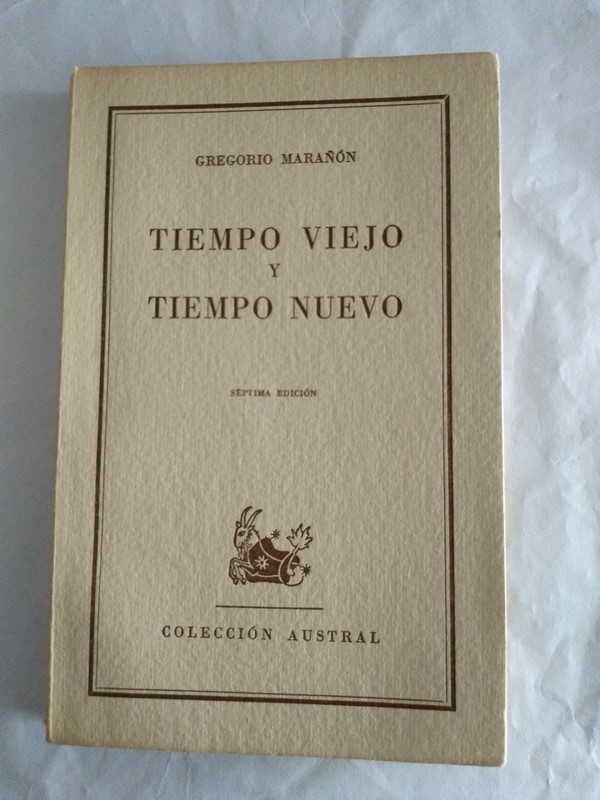 GREGORIO MARAÑÓN
TIEMPO VIEJO
Y
TIEMPO NUEVO
SÉPTIMA EDICIÓN
COLECCIÓN AUSTRAL